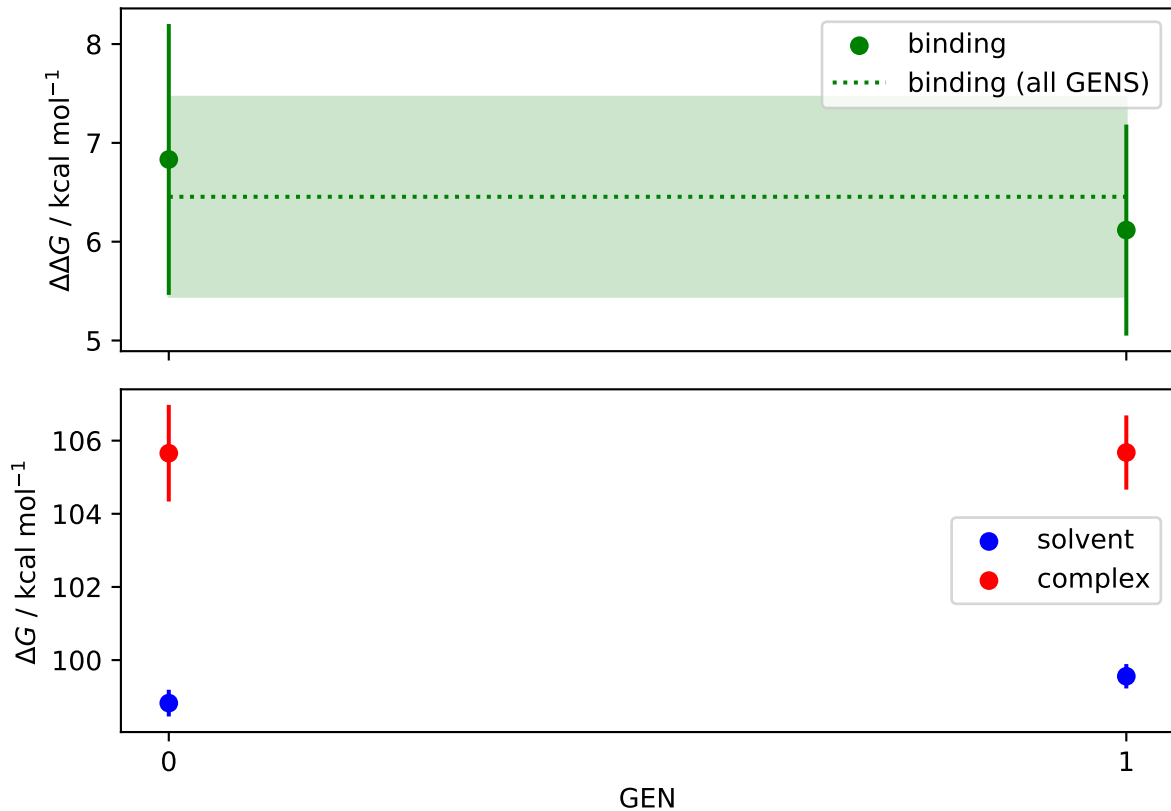 8
7
6
5
ΔΔG / kcal mol⁻¹
binding
binding (all GENS)
106
104
102
100
ΔG / kcal mol⁻¹
solvent
complex
0
1
GEN